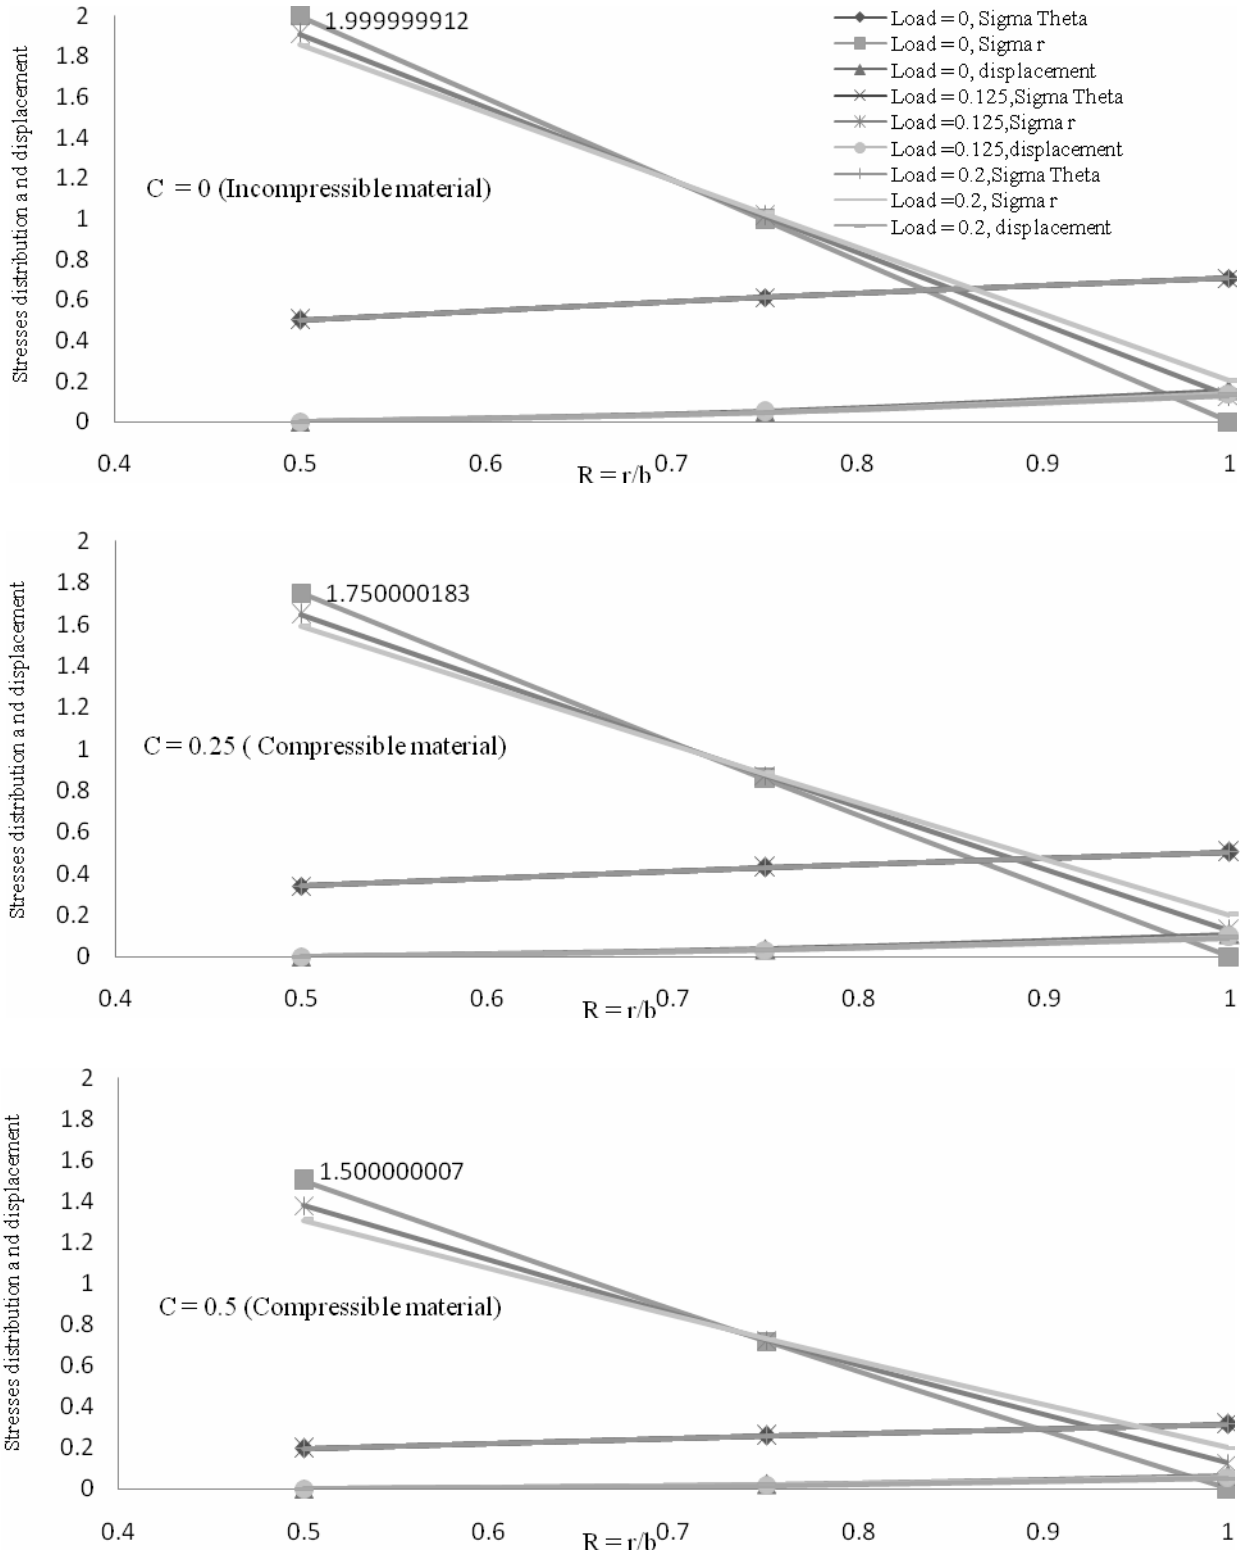 Stresses distribution and displacement
2
1.8
1.6
1.4
1.2
1
0.8
0.6
0.4
0.2
0
1.999999912
C = 0 (Incompressible material)
Load = 0, Sigma Theta
Load = 0, Sigma r
Load = 0, displacement
Load = 0.125, Sigma Theta
Load = 0.125, Sigma r
Load = 0.125, displacement
Load = 0.2, Sigma Theta
Load = 0.2, Sigma r
Load = 0.2, displacement
0.4 0.5 0.6 0.7 0.8 0.9 1
R = r/b
Stresses distribution and displacement
2
1.8
1.6
1.4
1.2
1
0.8
0.6
0.4
0.2
0
1.750000183
C = 0.25 ( Compressible material)
0.4 0.5 0.6 0.7 0.8 0.9 1
R = r/b
Stresses distribution and displacement
2
1.8
1.6
1.4
1.2
1
0.8
0.6
0.4
0.2
0
1.500000007
C = 0.5 (Compressible material)
0.4 0.5 0.6 0.7 0.8 0.9 1
R = r/b